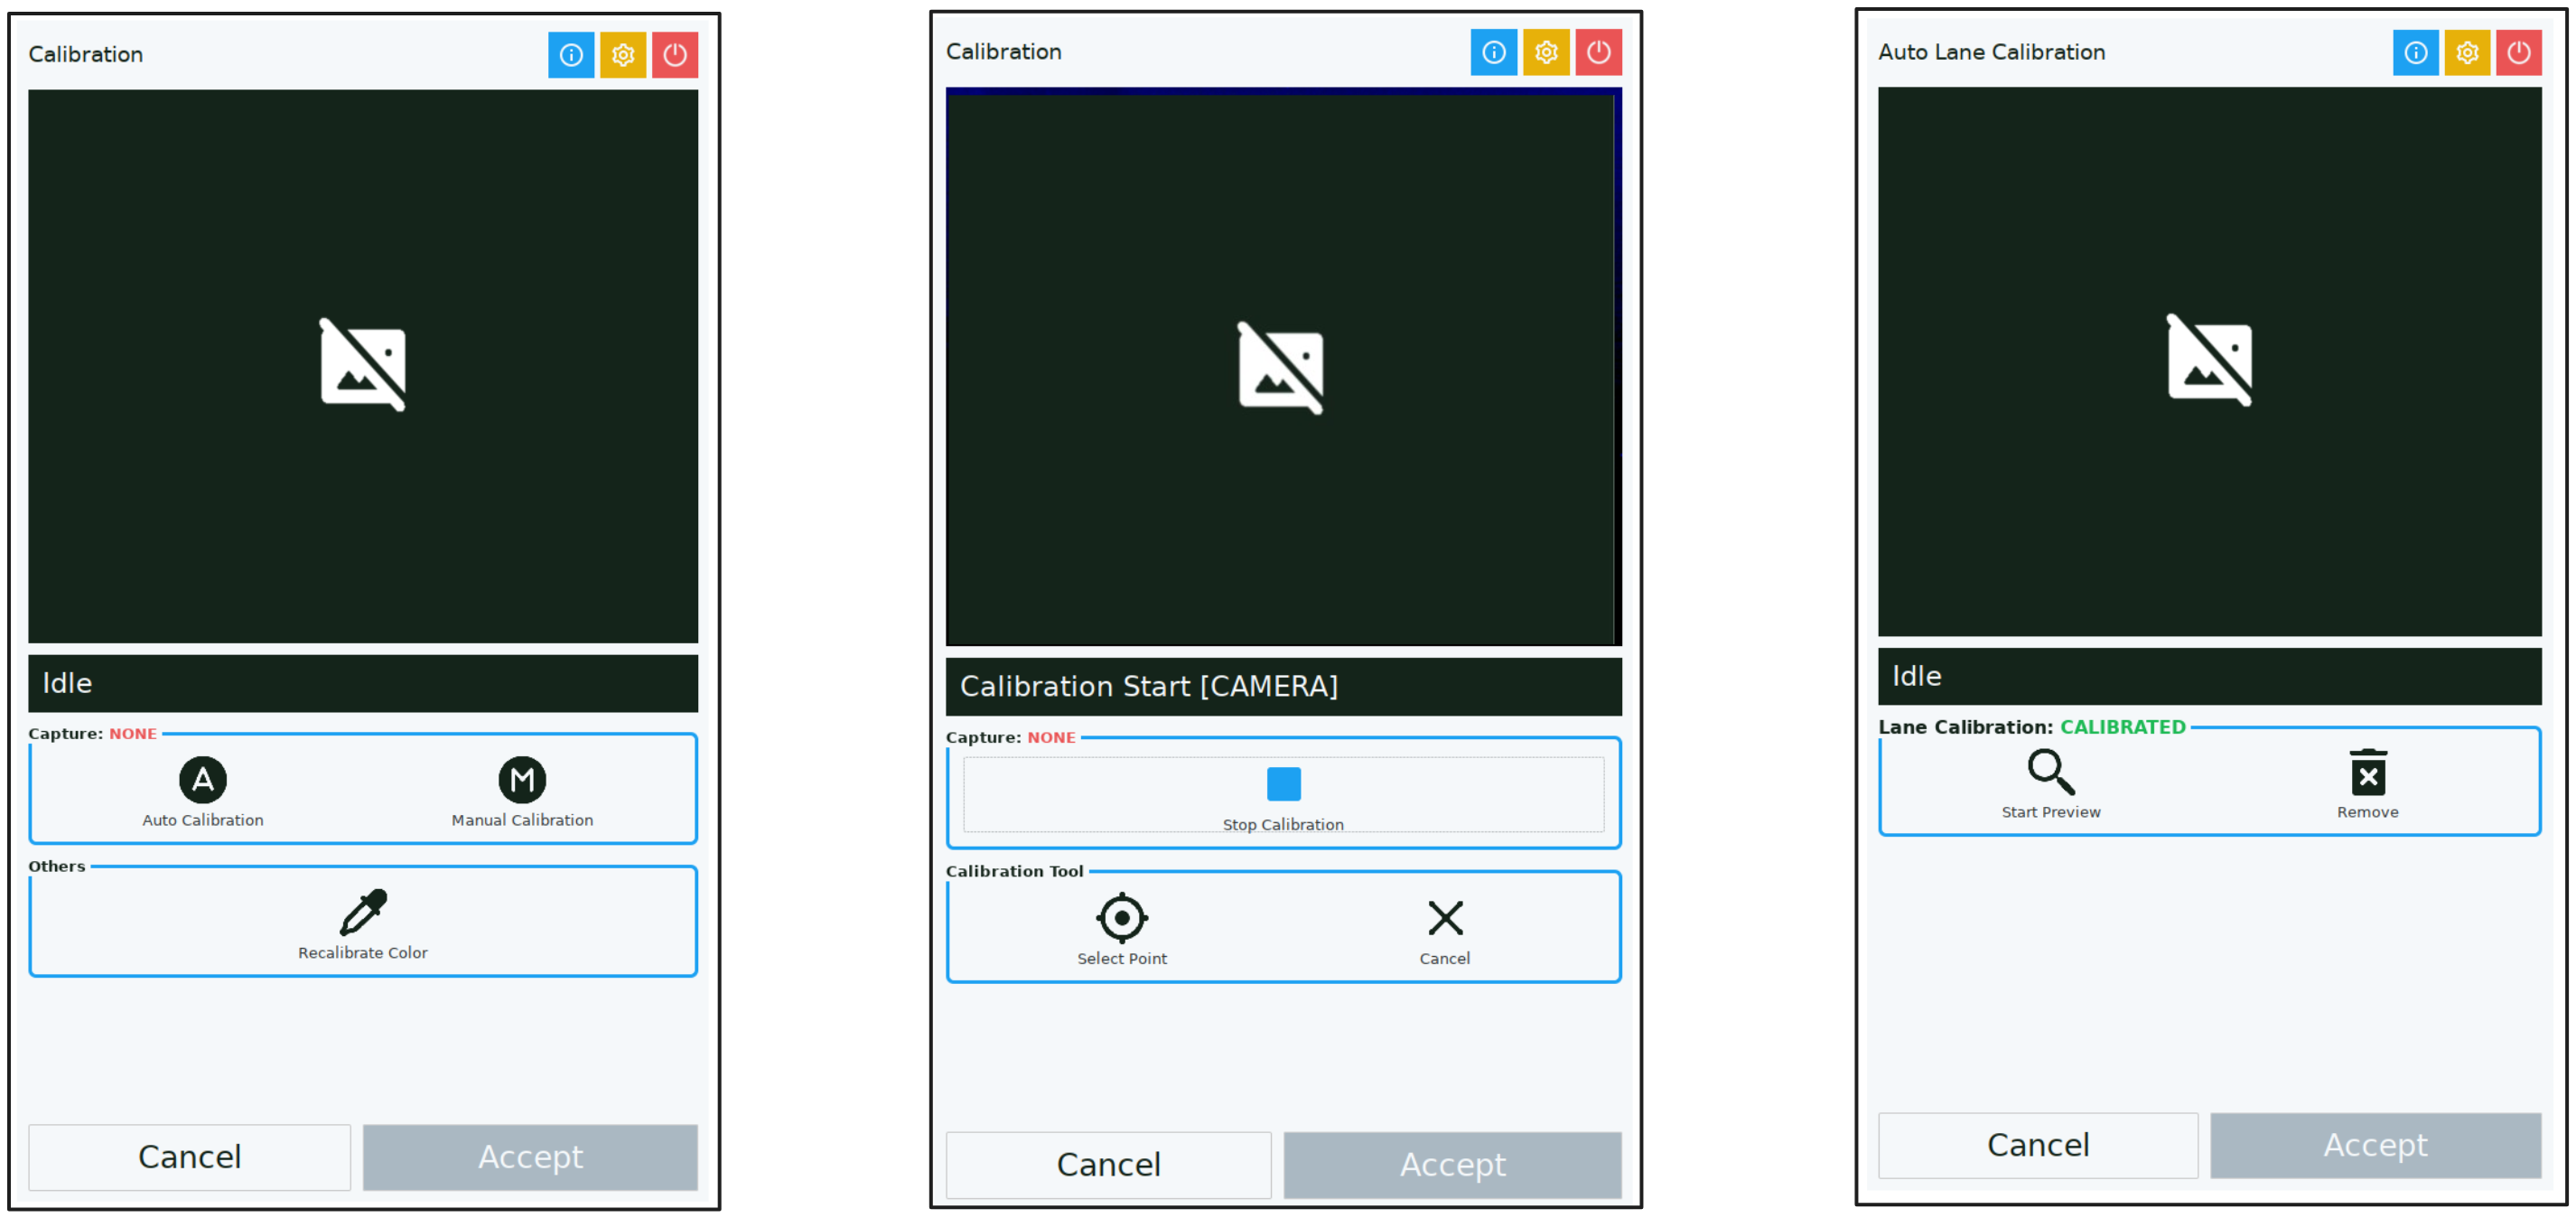 Calibration
Idle
Capture: NONE
A
M
Auto Calibration
Manual Calibration
Others
Recalibrate Color
Cancel
Accept
Calibration
Calibration Start [CAMERA]
Capture: NONE
Stop Calibration
Calibration Tool
Select Point
Cancel
Cancel
Accept
Auto Lane Calibration
Idle
Lane Calibration: CALIBRATED
Start Preview
Remove
Cancel
Accept